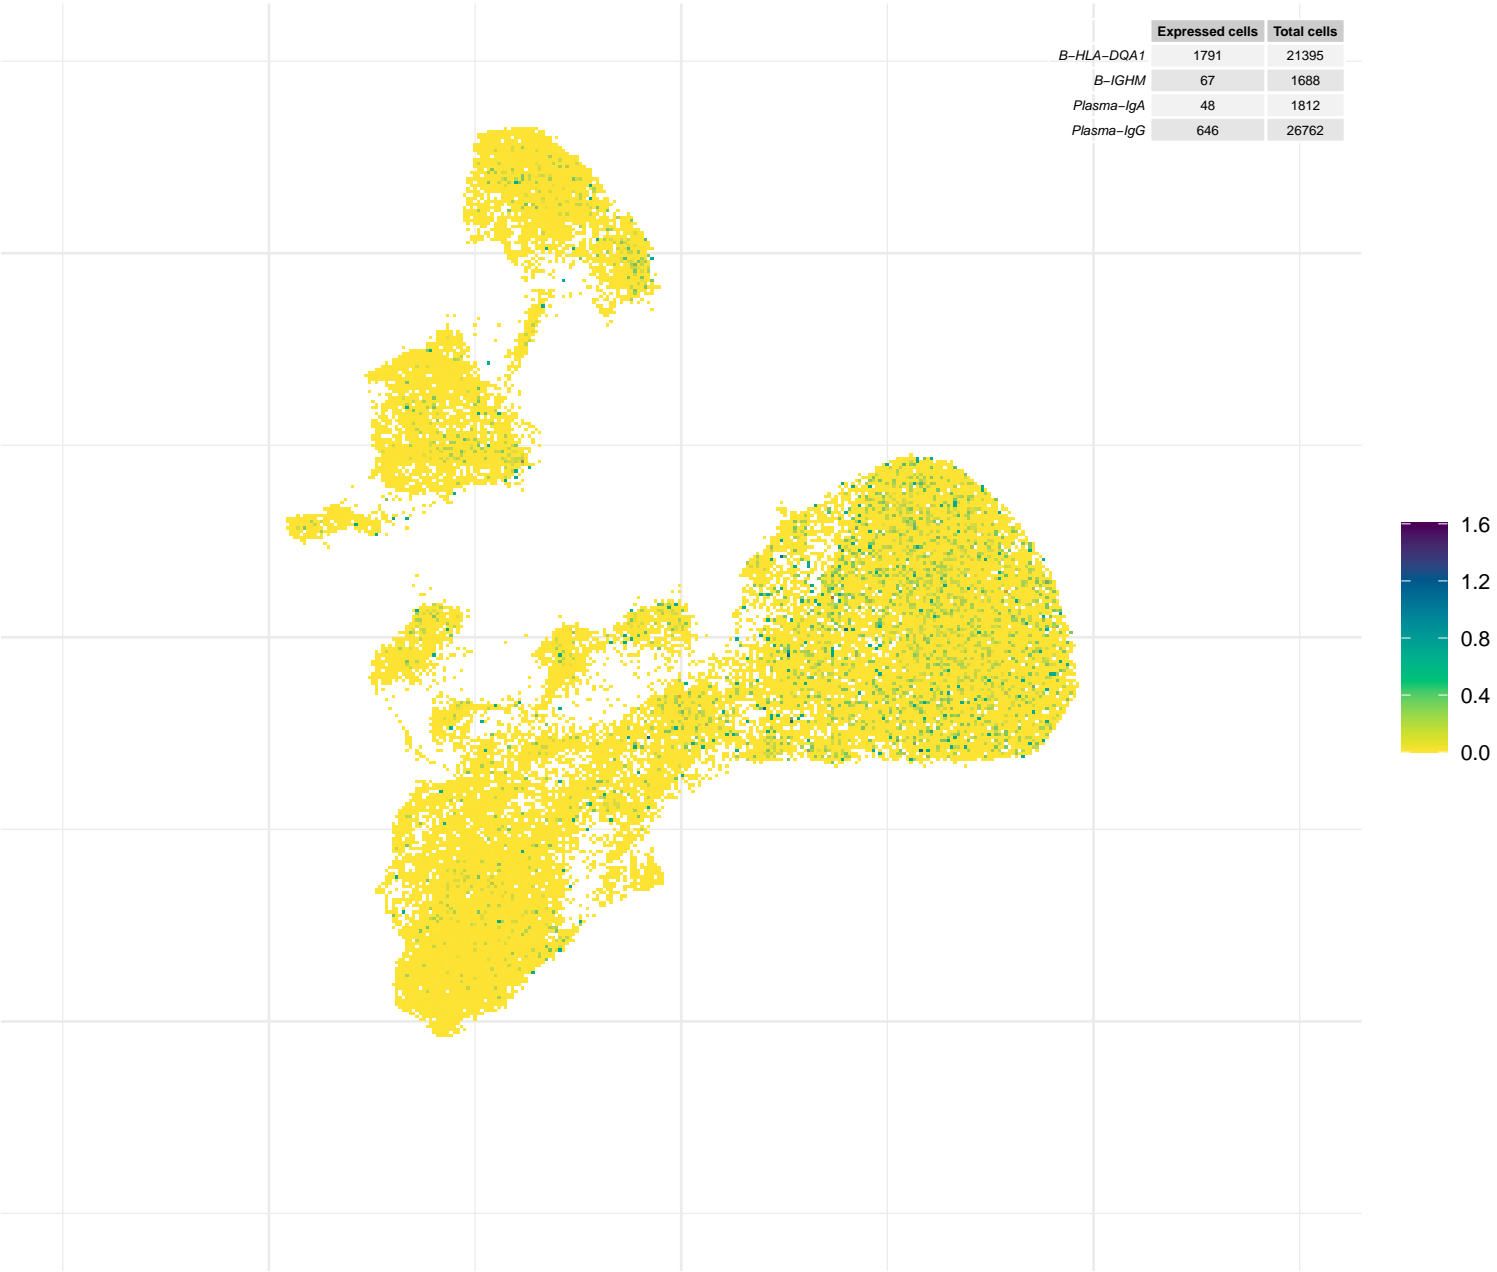 Expressed cells Total cells
B−HLA−DQA1 1791 21395
B−IGHM 67 1688
Plasma−IgA 48 1812
Plasma−IgG 646 26762
1.6
1.2
0.8
0.4
0.0